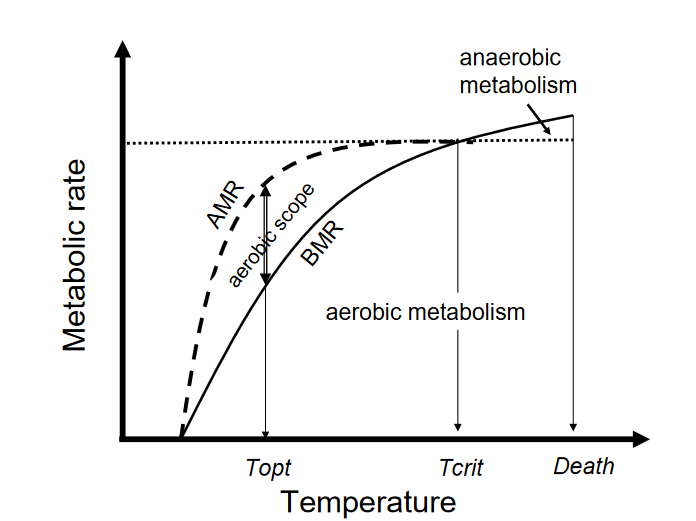 anaerobic
metabolism
Metabolic rate
AMR
aerobic scope
BMR
aerobic metabolism
Topt
Tcrit
Death
Temperature